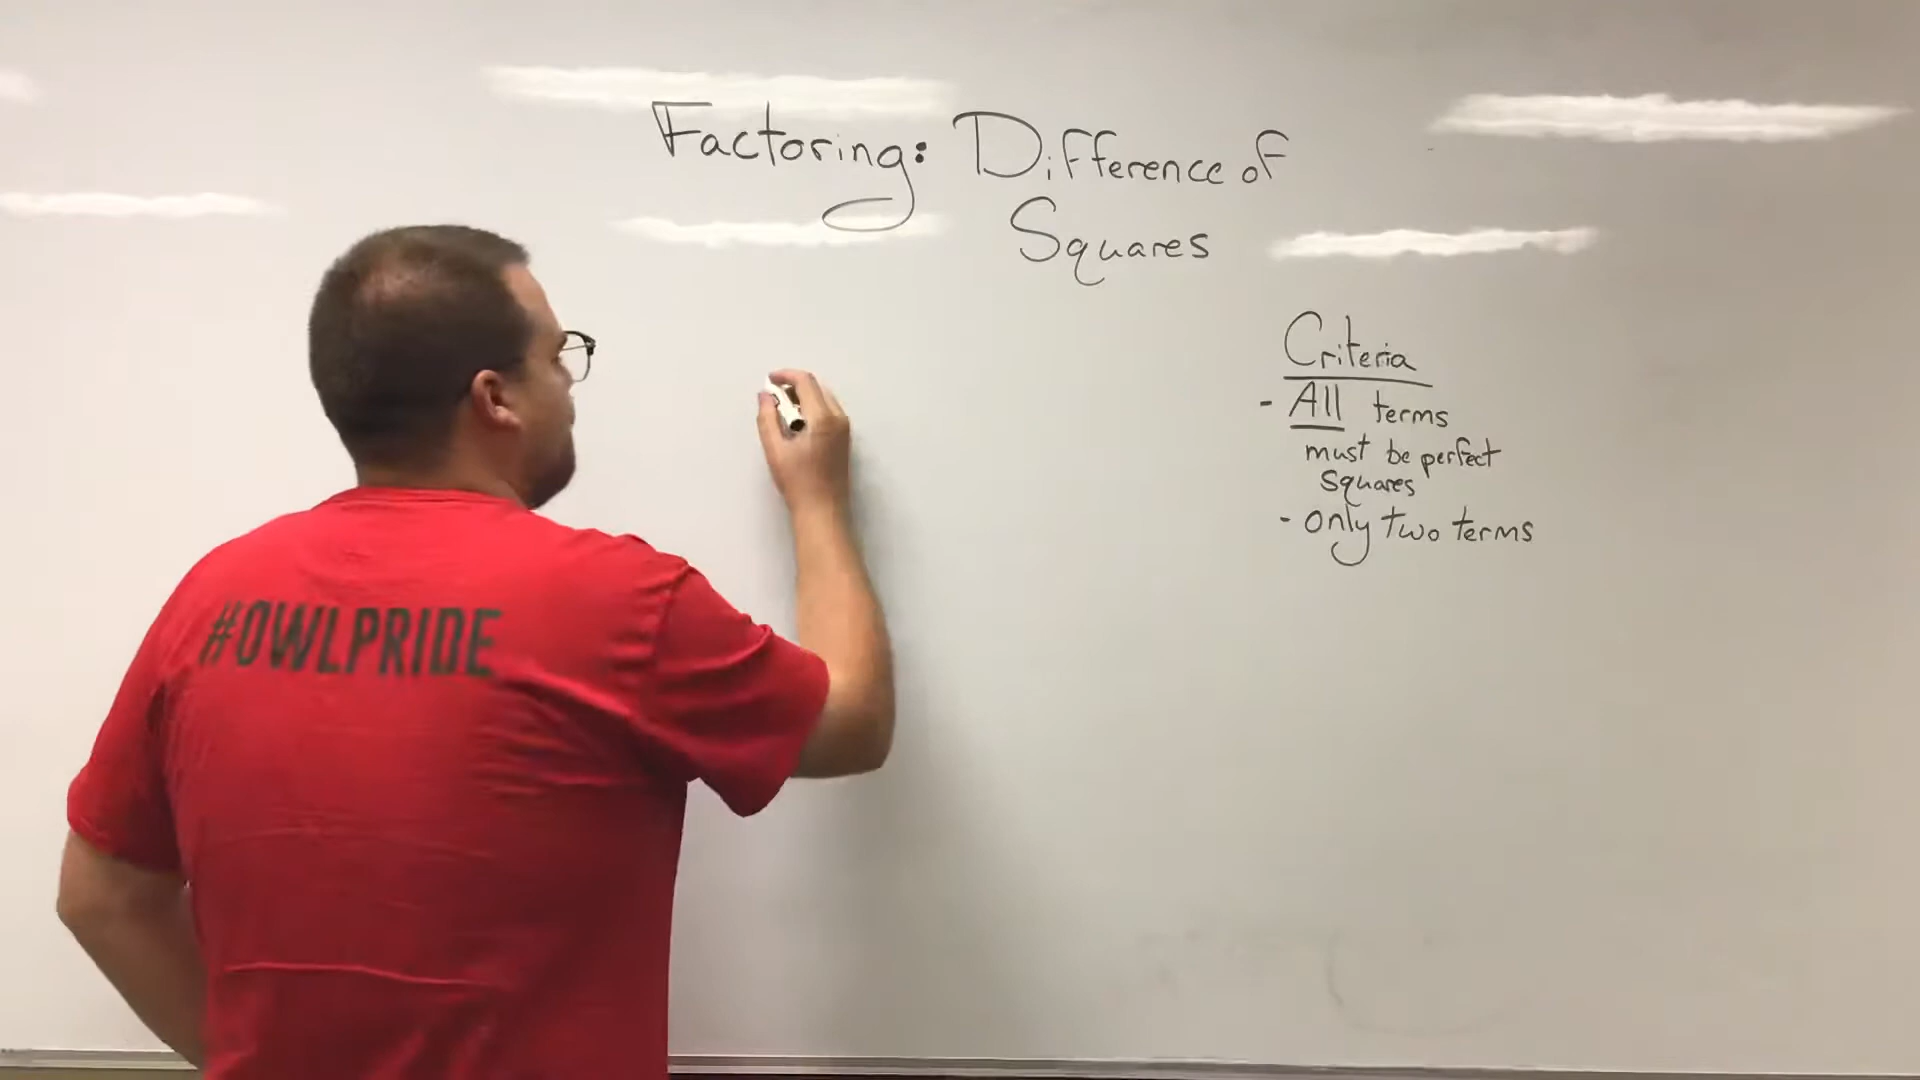 Factoring: Difference of
Squares
Criteria
- All terms
must be perfect
squares
- only two terms
#OWLPRIDE